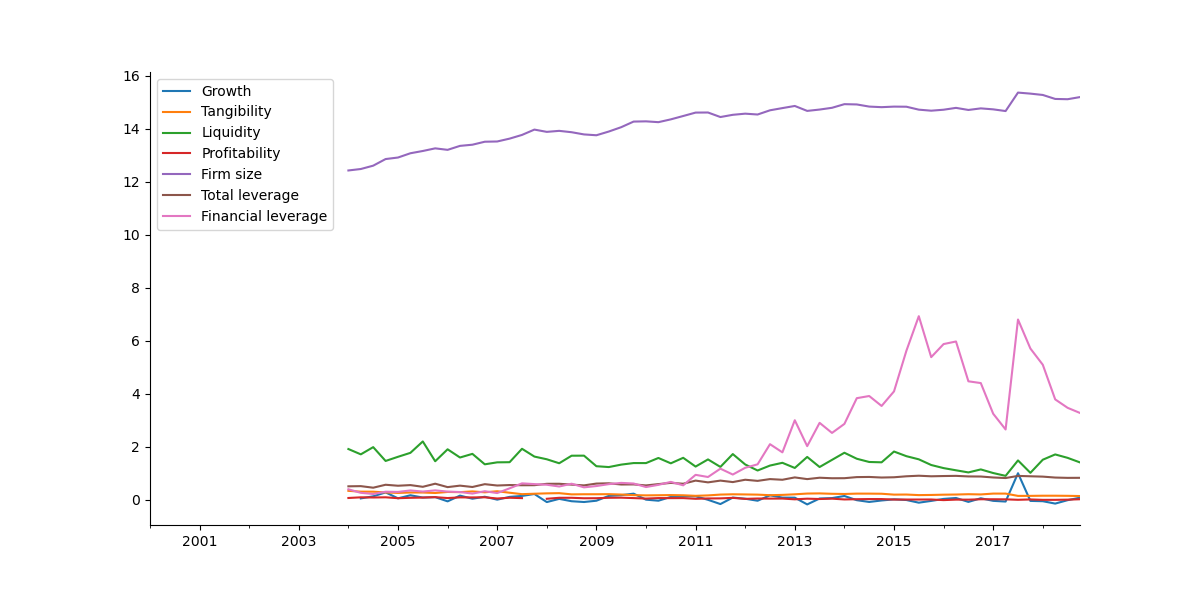 16
14
12
10
8
6
4
2
0
Growth
Tangibility
Liquidity
Profitability
Firm size
Total leverage
Financial leverage
2001 2003 2005 2007 2009 2011 2013 2015 2017